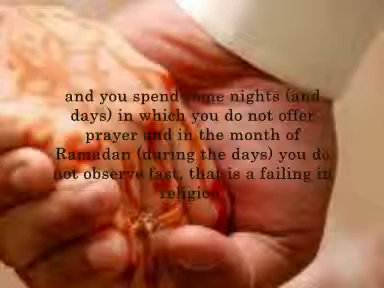 and you spend some nights (and
days) in which you do not offer
prayer and in the month of
Ramadan (during the days) you do
not observe fast, that is a failing in
religion